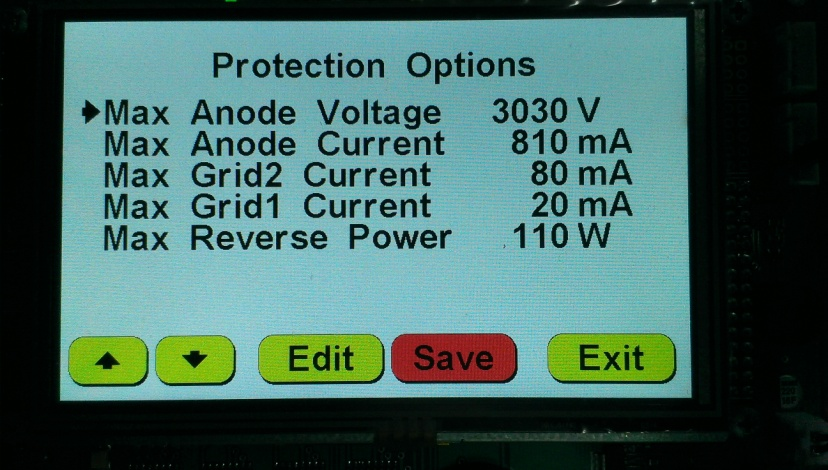 Protection Options
Max Anode Voltage 3030 V
Max Anode Current 810 mA
Max Grid2 Current 80 mA
Max Grid1 Current 20 mA
Max Reverse Power 110 W
Edit Save Exit